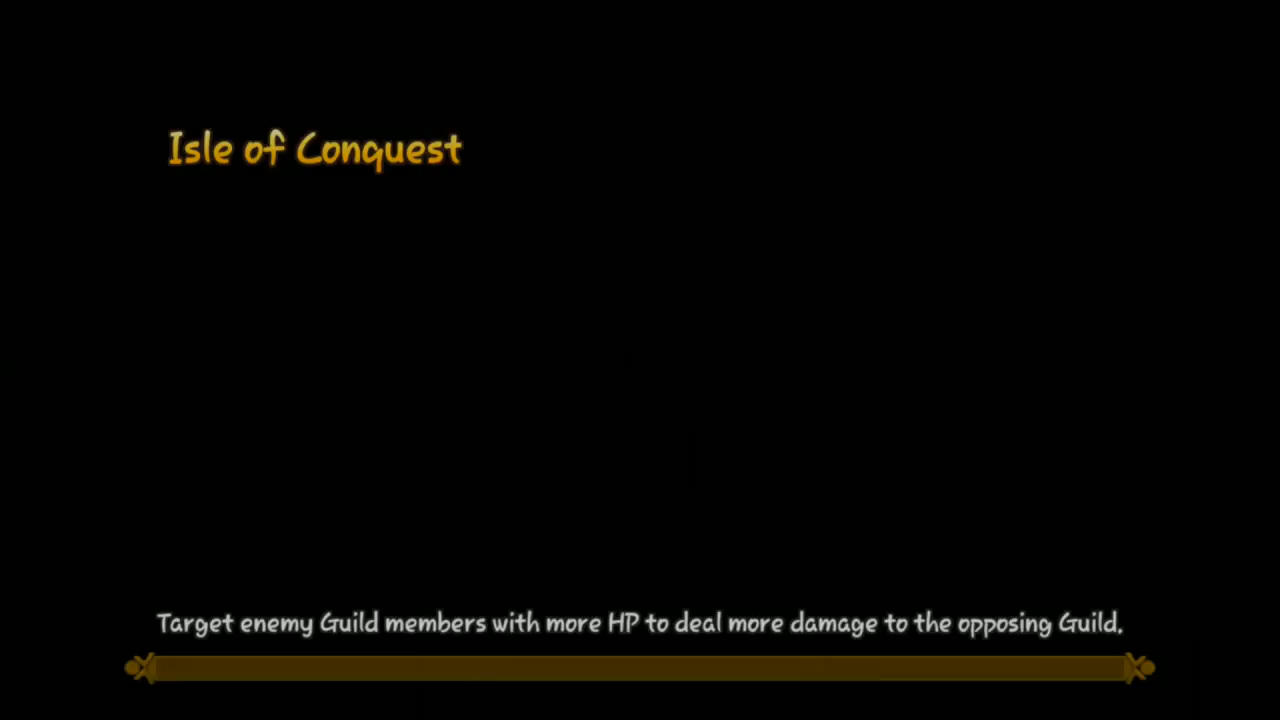 Isle of Conquest
Target enemy Guild members with more HP to deal more damage to the opposing Guild.